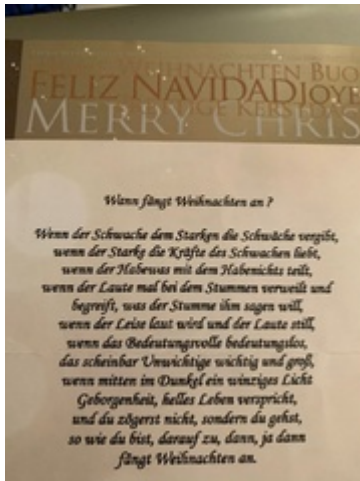 WEIHNACHTEN BUO
FELIZ NAVIDAD JOYE
KERST
MERRY CHRIS
Wann fängt Weihnachten an ?
Wenn der Schwache dem Starken die Schwäche vergibt,
wenn der Starke die Kräfte des Schwachen liebt,
wenn der Habewas mit dem Habenichts teilt,
wenn der Laute mal bei dem Stummen verweilt und
begreift, was der Stumme ihm sagen will,
wenn der Leise laut wird und der Laute still,
wenn das Bedeutungsvolle bedeutungslos,
das scheinbar Unwichtige wichtig und groß,
wenn mitten im Dunkel ein winziges Licht
Geborgenheit, helles Leben verspricht,
und du zögerst nicht, sondern du gehst,
so wie du bist, darauf zu, dann, ja dann
fängt Weihnachten an.